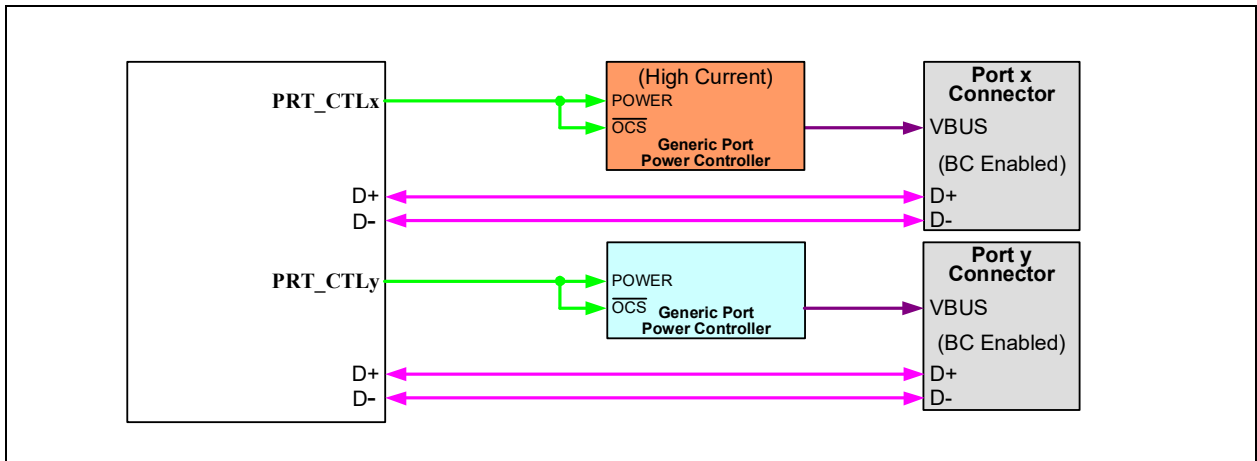 PRT_CTLx
D+
D-
PRT_CTLy
D+
D-
(High Current)
POWER
OCS
Generic Port
Power Controller
POWER
OCS
Generic Port
Power Controller
Port x
Connector
VBUS
(BC Enabled)
D+
D-
Port y
Connector
VBUS
(BC Enabled)
D+
D-